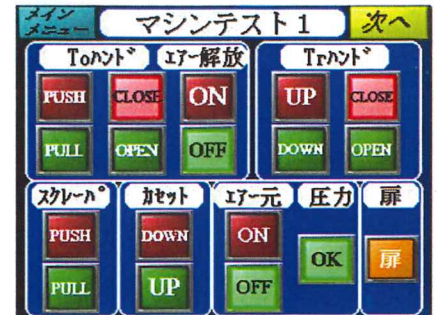 メイン
メニュー
マシンテスト1
次へ
Toハンド
エアー解放
Trハンド
PUSH
CLOSE
ON
UP
CLOSE
PULL
OPEN
OFF
DOWN
OPEN
スクレーパ
カセット
エアー元
圧力
扉
PUSH
DOWN
ON
OK
扉
PULL
UP
OFF